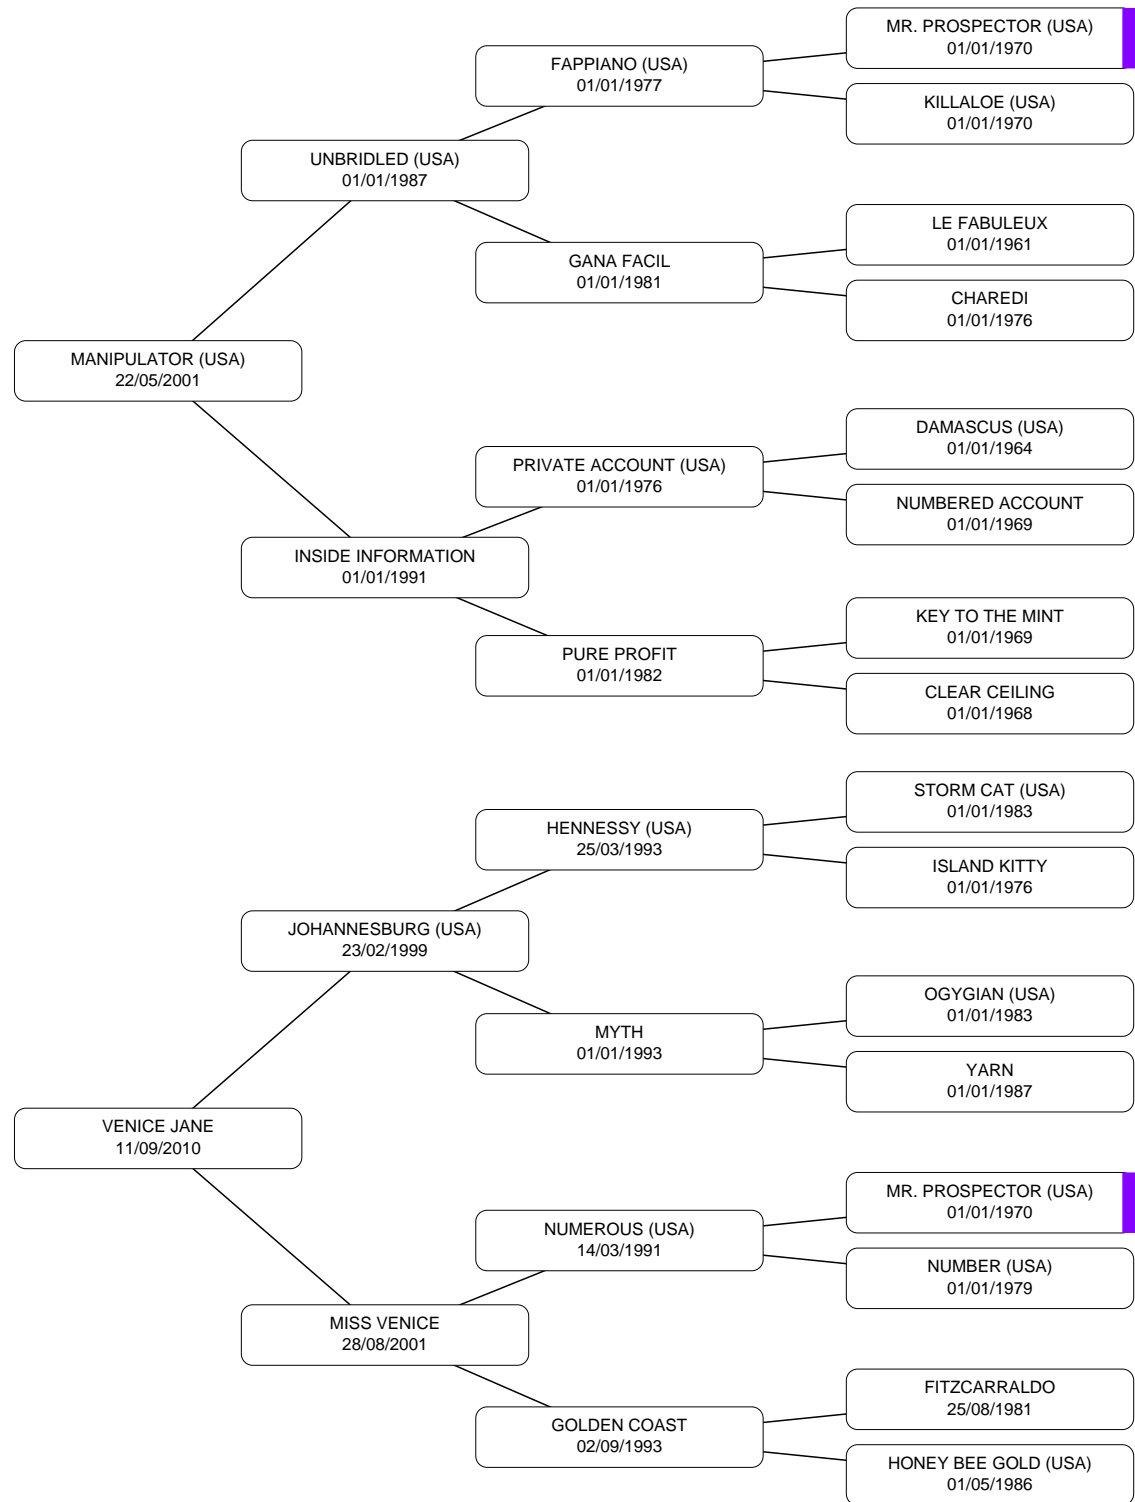 MR. PROSPECTOR (USA)
01/01/1970
FAPPIANO (USA)
01/01/1977
KILLALOE (USA)
01/01/1970
UNBRIDLED (USA)
01/01/1987
LE FABULEUX
01/01/1961
GANA FACIL
01/01/1981
CHAREDI
01/01/1976
MANIPULATOR (USA)
22/05/2001
DAMASCUS (USA)
01/01/1964
PRIVATE ACCOUNT (USA)
01/01/1976
NUMBERED ACCOUNT
01/01/1969
INSIDE INFORMATION
01/01/1991
KEY TO THE MINT
01/01/1969
PURE PROFIT
01/01/1982
CLEAR CEILING
01/01/1968
STORM CAT (USA)
01/01/1983
HENNESSY (USA)
25/03/1993
ISLAND KITTY
01/01/1976
JOHANNESBURG (USA)
23/02/1999
OGYGIAN (USA)
01/01/1983
MYTH
01/01/1993
YARN
01/01/1987
VENICE JANE
11/09/2010
MR. PROSPECTOR (USA)
01/01/1970
NUMEROUS (USA)
14/03/1991
NUMBER (USA)
01/01/1979
MISS VENICE
28/08/2001
FITZCARRALDO
25/08/1981
GOLDEN COAST
02/09/1993
HONEY BEE GOLD (USA)
01/05/1986